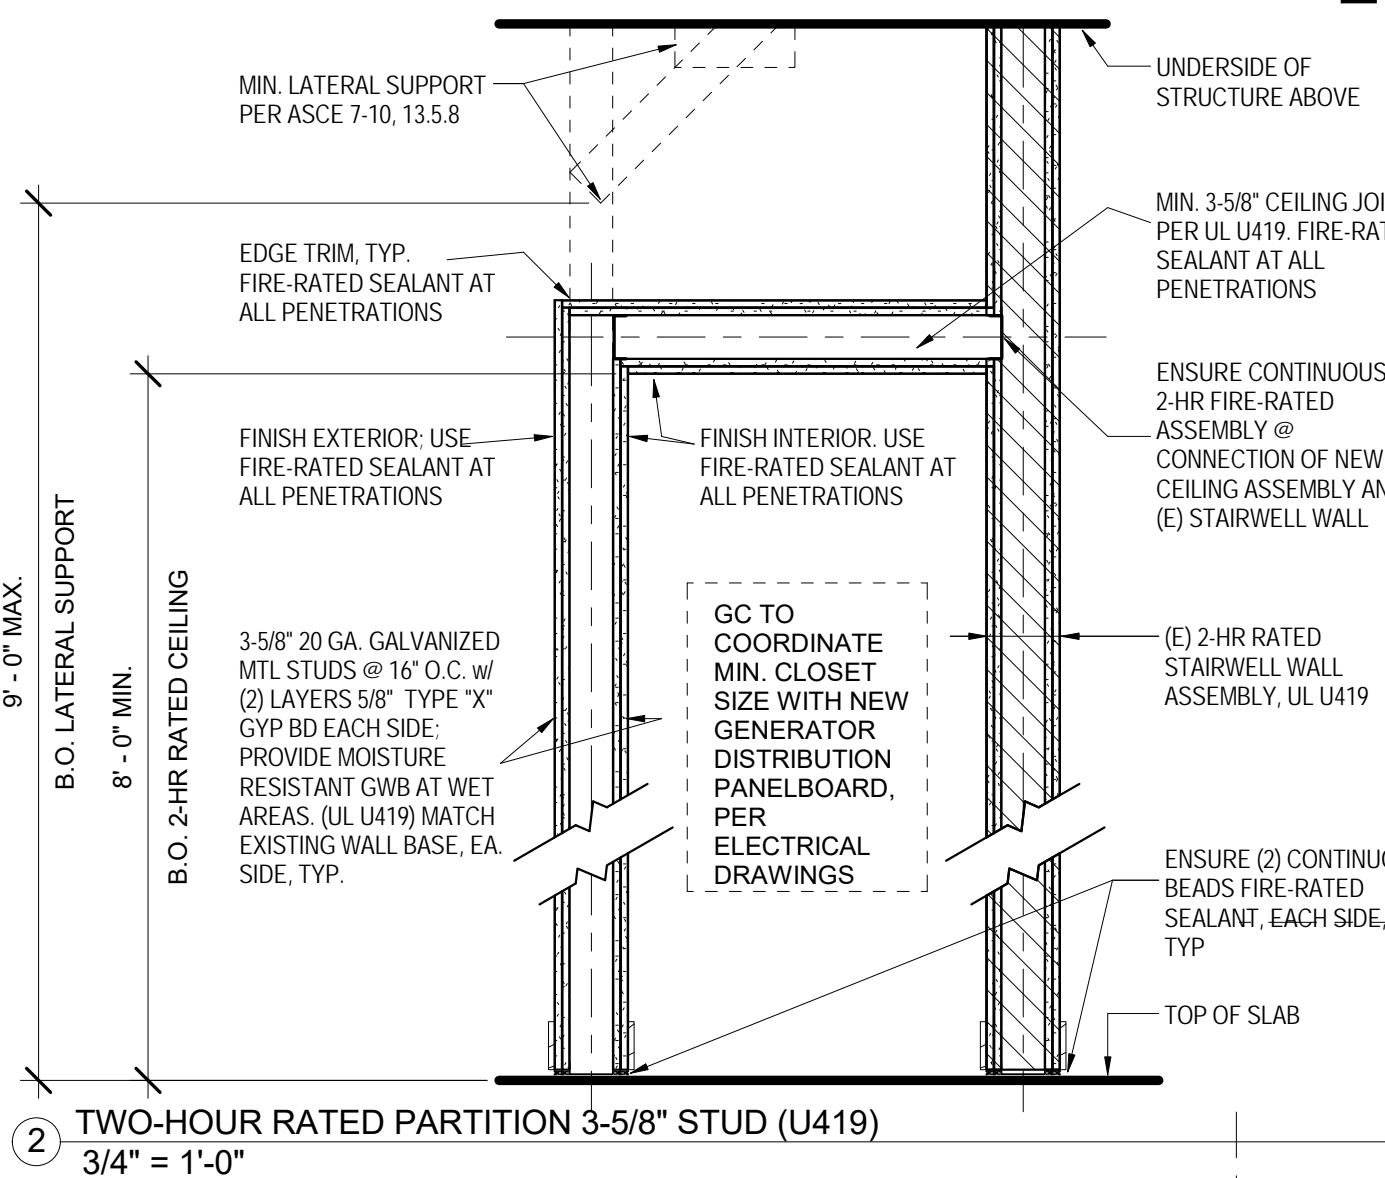 MIN. LATERAL SUPPORT
PER ASCE 7-10, 13.5.8
UNDERSIDE OF
STRUCTURE ABOVE
EDGE TRIM, TYP.
FIRE-RATED SEALANT AT
ALL PENETRATIONS
MIN. 3-5/8" CEILING JOI
PER UL U419. FIRE-RAT
SEALANT AT ALL
PENETRATIONS
FINISH EXTERIOR; USE
FIRE-RATED SEALANT AT
ALL PENETRATIONS
FINISH INTERIOR. USE
FIRE-RATED SEALANT AT
ALL PENETRATIONS
ENSURE CONTINUOUS
2-HR FIRE-RATED
ASSEMBLY @
CONNECTION OF NEW
CEILING ASSEMBLY AN
(E) STAIRWELL WALL
9' - 0" MAX.
B.O. LATERAL SUPPORT
8' - 0" MIN.
B.O. 2-HR RATED CEILING
3-5/8" 20 GA. GALVANIZED
MTL STUDS @ 16" O.C. w/
(2) LAYERS 5/8" TYPE "X"
GYP BD EACH SIDE;
PROVIDE MOISTURE
RESISTANT GWB AT WET
AREAS. (UL U419) MATCH
EXISTING WALL BASE, EA.
SIDE, TYP.
GC TO
COORDINATE
MIN. CLOSET
SIZE WITH NEW
GENERATOR
DISTRIBUTION
PANELBOARD,
PER
ELECTRICAL
DRAWINGS
(E) 2-HR RATED
STAIRWELL WALL
ASSEMBLY, UL U419
ENSURE (2) CONTINUO
BEADS FIRE-RATED
SEALANT, EACH SIDE,
TYP
TOP OF SLAB
2
TWO-HOUR RATED PARTITION 3-5/8" STUD (U419)
3/4" = 1'-0"